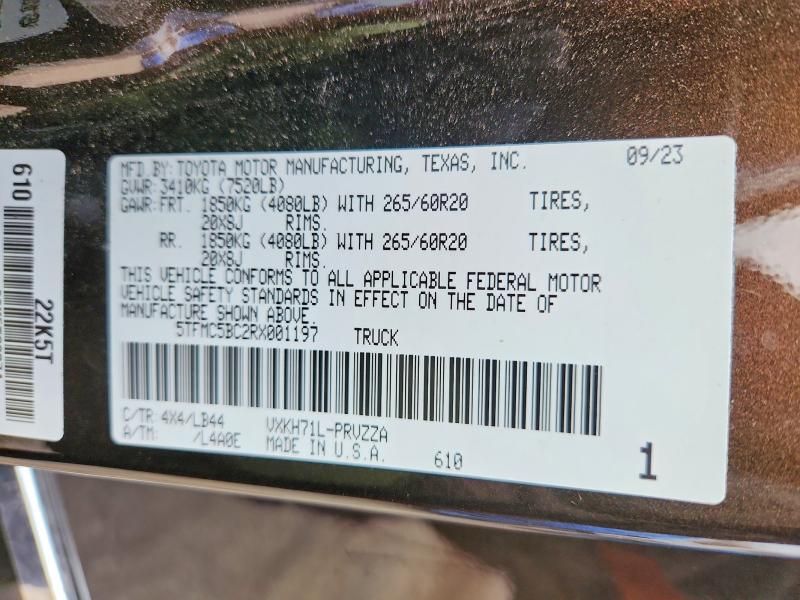 MFD.BY:TOYOTA MOTOR MANUFACTURING, TEXAS, INC. 09/23
GVWR:3410KG (7520LB)
GAWR:FRT. 1850KG (4080LB) WITH 265/60R20 TIRES,
20X8J RIMS.
RR. 1850KG (4080LB) WITH 265/60R20 TIRES,
20X8J RIMS.
THIS VEHICLE CONFORMS TO ALL APPLICABLE FEDERAL MOTOR
VEHICLE SAFETY STANDARDS IN EFFECT ON THE DATE OF
MANUFACTURE SHOWN ABOVE.
5TFMC5BC2RX001197 TRUCK
C/TR:4X4/LB44 VXKH71L-PRVZZA
A/TM: /L4A0E MADE IN U.S.A. 610
1
610
22K5T